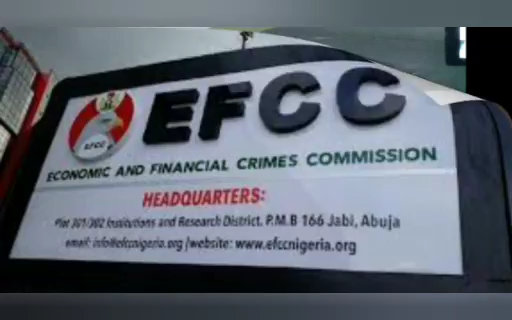 EFCC
EFCC
ECONOMIC AND FINANCIAL CRIMES COMMISSION
HEADQUARTERS:
Plot 301/302 Institutions and Research District. P.M.B 166 Jabi, Abuja
email: info@efccnigeria.org |website: www.efccnigeria.org